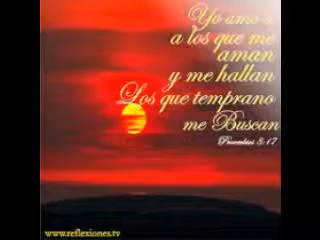 Yo amo a
a los que me
aman
y me hallan
Los que temprano
me Buscan
Proverbios 8:17
www.reflexiones.tv